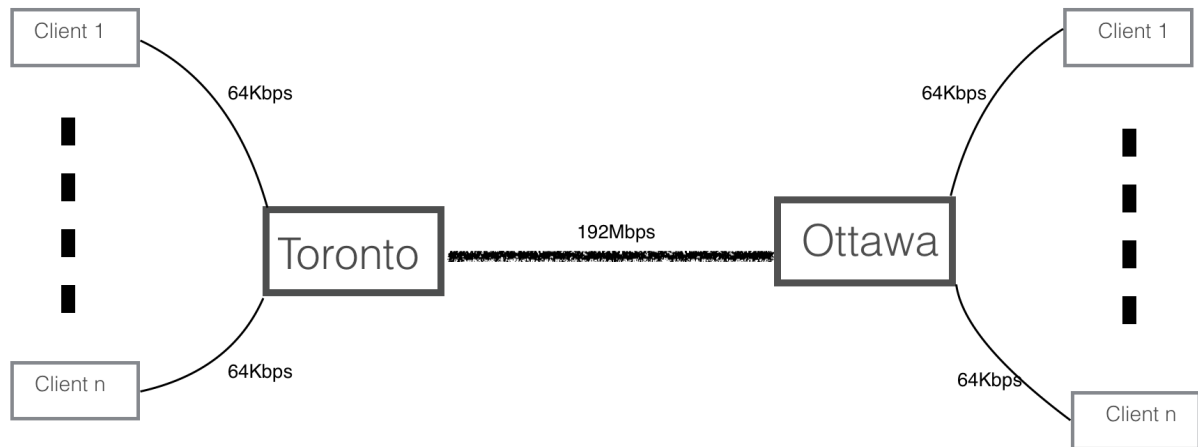 Client 1
Client 1
64Kbps
64Kbps
192Mbps
Toronto
Ottawa
64Kbps
64Kbps
Client n
Client n